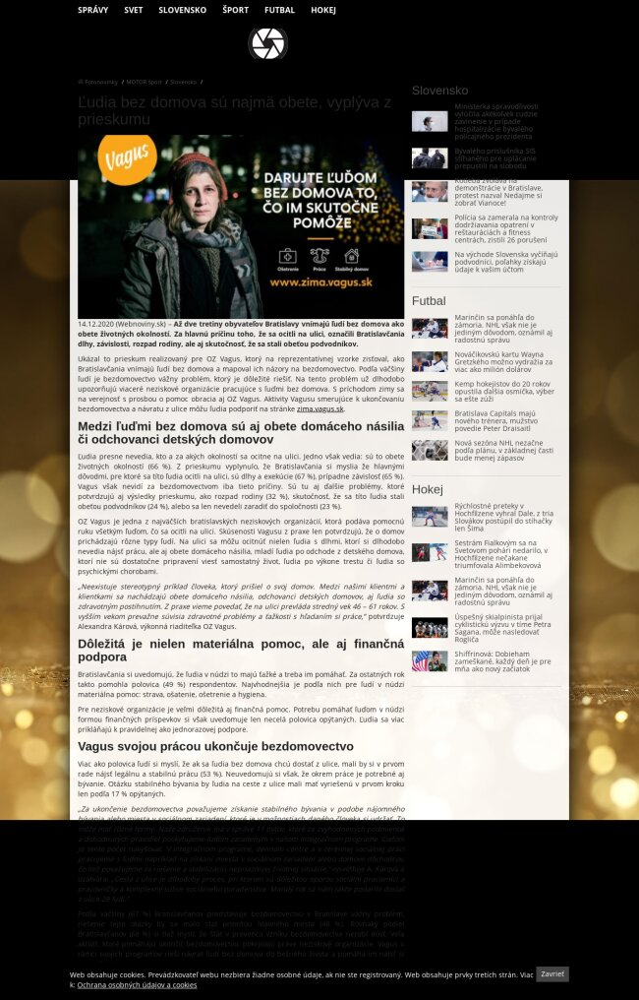 SPRÁVY SVET SLOVENSKO ŠPORT FUTBAL HOKEJ
Fotonovinky / MOTOR šport / Slovensko /
Ľudia bez domova sú najmä obete, vyplýva z
prieskumu
Vagus
DARUJTE ĽUĎOM
BEZ DOMOVA TO,
ČO IM SKUTOČNE
POMÔŽE
Ošetrenie Práca Stabilný domov
www.zima.vagus.sk
14.12.2020 (Webnoviny.sk) – Až dve tretiny obyvateľov Bratislavy vnímajú ľudí bez domova ako
obete životných okolností. Za hlavnú príčinu toho, že sa ocitli na ulici, označili Bratislavčania
dlhy, závislosti, rozpad rodiny, ale aj skutočnosť, že sa stali obeťou podvodníkov.
Ukázal to prieskum realizovaný pre OZ Vagus, ktorý na reprezentatívnej vzorke zisťoval, ako
Bratislavčania vnímajú ľudí bez domova a mapoval ich názory na bezdomovectvo. Podľa väčšiny
ľudí je bezdomovectvo vážny problém, ktorý je dôležité riešiť. Na tento problém už dlhodobo
upozorňujú viaceré neziskové organizácie pracujúce s ľuďmi bez domova. S príchodom zimy sa
na verejnosť s prosbou o pomoc obracia aj OZ Vagus. Aktivity Vagusu smerujúce k ukončovaniu
bezdomovectva a návratu z ulice môžu ľudia podporiť na stránke zima.vagus.sk.
Medzi ľuďmi bez domova sú aj obete domáceho násilia
či odchovanci detských domovov
Ľudia presne nevedia, kto a za akých okolností sa ocitne na ulici. Jedno však vedia: sú to obete
životných okolností (66 %). Z prieskumu vyplynulo, že Bratislavčania si myslia že hlavnými
dôvodmi, pre ktoré sa títo ľudia ocitli na ulici, sú dlhy a exekúcie (67 %), prípadne závislosť (65 %).
Vagus však nevidí za bezdomovectvom iba tieto príčiny. Sú tu aj ďalšie problémy, ktoré
potvrdzujú aj výsledky prieskumu, ako rozpad rodiny (32 %), skutočnosť, že sa títo ľudia stali
obeťou podvodníkov (24 %), alebo sa len nevedeli zaradiť do spoločnosti (23 %).
OZ Vagus je jedna z najväčších bratislavských neziskových organizácií, ktorá podáva pomocnú
ruku všetkým ľuďom, čo sa ocitli na ulici. Skúsenosti Vagusu z praxe len potvrdzujú, že o domov
prichádzajú rôzne typy ľudí. Na ulici sa môžu ocitnúť nielen ľudia s dlhmi, ktorí si dlhodobo
nevedia nájsť prácu, ale aj obete domáceho násilia, mladí ľudia po odchode z detského domova,
ktorí nie sú dostatočne pripravení viesť samostatný život, ľudia po výkone trestu či ľudia so
psychickými chorobami.
„Neexistuje stereotypný príklad človeka, ktorý prišiel o svoj domov. Medzi našimi klientmi a
klientkami sa nachádzajú obete domáceho násilia, odchovanci detských domovov, aj ľudia so
zdravotným postihnutím. Z praxe vieme povedať, že na ulici prevláda stredný vek 46 – 61 rokov. S
vyšším vekom prevažne súvisia zdravotné problémy a ťažkosti s hľadaním si práce,“ potvrdzuje
Alexandra Kárová, výkonná riaditeľka OZ Vagus.
Dôležitá je nielen materiálna pomoc, ale aj finančná
podpora
Bratislavčania si uvedomujú, že ľudia v núdzi to majú ťažké a treba im pomáhať. Za ostatných rok
takto pomohla polovica (49 %) respondentov. Najvhodnejšia je podľa nich pre ľudí v núdzi
materiálna pomoc: strava, ošatenie, ošetrenie a hygiena.
Pre neziskové organizácie je veľmi dôležitá aj finančná pomoc. Potrebu pomáhať ľuďom v núdzi
formou finančných príspevkov si však uvedomuje len necelá polovica opýtaných. Ľudia sa viac
prikláňajú k pravidelnej ako jednorazovej podpore.
Vagus svojou prácou ukončuje bezdomovectvo
Viac ako polovica ľudí si myslí, že ak sa ľudia bez domova chcú dostať z ulice, mali by si v prvom
rade nájsť legálnu a stabilnú prácu (53 %). Neuvedomujú si však, že okrem práce je potrebné aj
bývanie. Otázku stabilného bývania by ľudia na ceste z ulice mali mať vyriešenú v prvom kroku
len podľa 17 % opýtaných.
„Za ukončenie bezdomovectva považujeme získanie stabilného bývania v podobe nájomného
bývania alebo miesta v sociálnom zariadení, ktoré je v možnostiach daného človeka si udržať. To
Slovensko
Ministerka spravodlivosti
vylúčila akékoľvek cudzie
zavinenie v prípade
hospitalizácie bývalého
policajného prezidenta
Bývalého príslušníka SIS
stíhaného pre uplácanie
prepustili na slobodu
Kotleba zvoláva na
demonštrácie v Bratislave,
protest nazval Nedajme si
zobrať Vianoce!
Polícia sa zamerala na kontroly
dodržiavania opatrení v
reštauráciách a fitness
centrách, zistili 26 porušení
Na východe Slovenska vyčíňajú
podvodníci, poľahky získajú
údaje k vašim účtom
Futbal
Marinčin sa ponáhľa do
zámoria. NHL však nie je
jediným dôvodom, oznámil aj
radostnú správu
Nováčikovskú kartu Wayna
Gretzkého možno vydražia za
viac ako milión dolárov
Kemp hokejistov do 20 rokov
opustila ďalšia osmička, výber
sa ešte zúži
Bratislava Capitals majú
nového trénera, mužstvo
povedie Peter Draisaitl
Nová sezóna NHL nezačne
podľa plánu, v základnej časti
bude menej zápasov
Hokej
Rýchlostné preteky v
Hochfilzene vyhral Dale, z tria
Slovákov postúpil do stíhačky
len Šima
Sestrám Fialkovým sa na
Svetovom pohári nedarilo, v
Hochfilzene nečakane
triumfovala Alimbekovová
Marinčin sa ponáhľa do
zámoria. NHL však nie je
jediným dôvodom, oznámil aj
radostnú správu
Úspešný skialpinista prijal
cyklistickú výzvu v tíme Petra
Sagana, môže nasledovať
Rogliča
Shiffrinová: Dobieham
zameškané, každý deň je pre
mňa ako nový začiatok
Web obsahuje cookies. Prevádzkovateľ webu nezbiera žiadne osobné údaje, ak nie ste registrovaný. Web obsahuje prvky tretích strán. Viac
k: Ochrana osobných údajov a cookies
Zavrieť